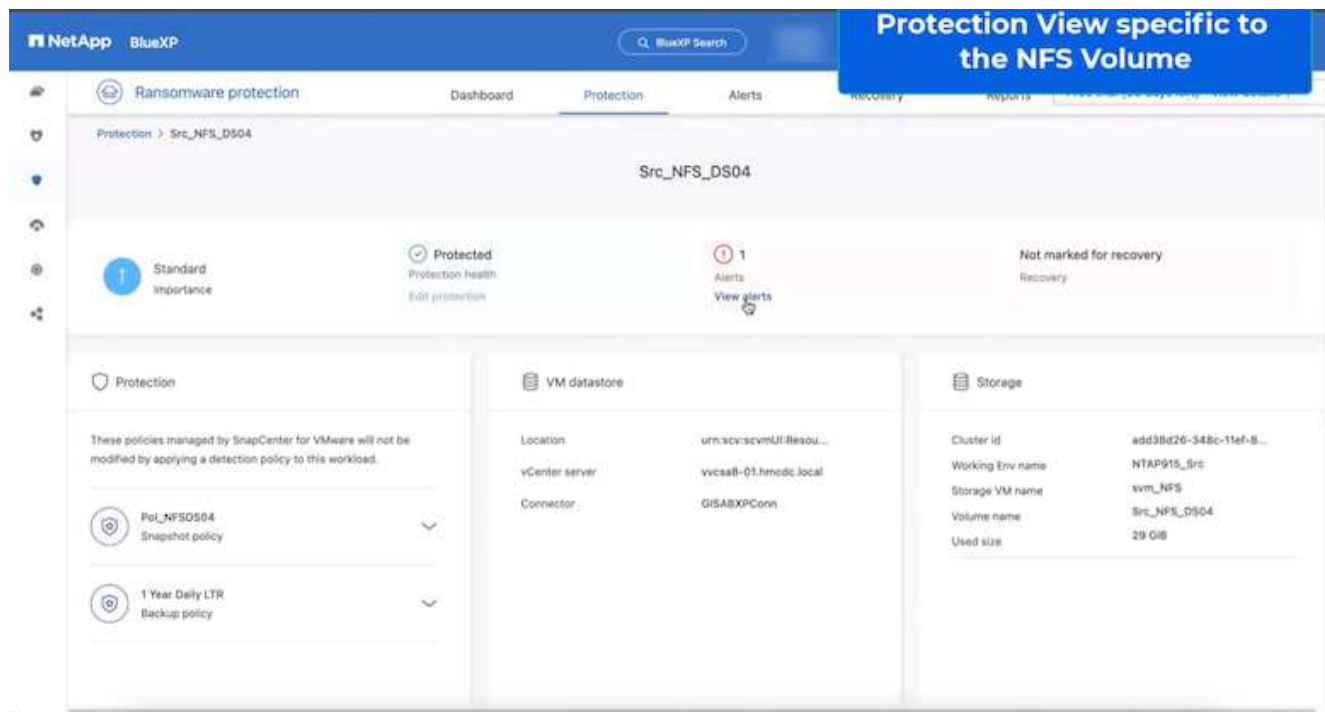 Protection View specific to
the NFS Volume
NetApp BlueXP
BlueXP Search
Ransomware protection
Dashboard
Protection
Alerts
Recovery
Reports
Protection > Src_NFS_DS04
Src_NFS_DS04
Standard
Importance
Protected
Protection health
Edit protection
1
Alerts
View alerts
Not marked for recovery
Recovery
Protection
These policies managed by SnapCenter for VMware will not be
modified by applying a detection policy to this workload.
Pol_NFSDS04
Snapshot policy
1 Year Daily LTR
Backup policy
VM datastore
Location urn:scv:scvmUI:Resou...
vCenter server vvcsa8-01.hmcdc.local
Connector GISABXPConn
Storage
Cluster id add38d26-348c-11ef-8...
Working Env name NTAP915_Src
Storage VM name svm_NFS
Volume name Src_NFS_DS04
Used size 29 GiB